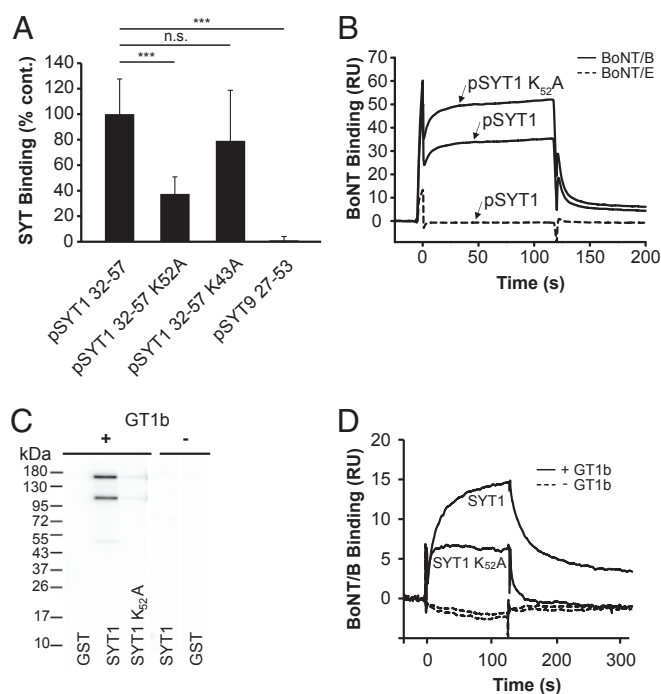 A
***
n.s.
***
SYT Binding (% cont.)
140
120
100
80
60
40
20
0
pSYT1 32-57
pSYT1 32-57 K52A
pSYT1 32-57 K43A
pSYT9 27-53
B
BoNT/B
BoNT/E
BoNT Binding (RU)
70
60
50
40
30
20
10
0
pSYT1 K52A
pSYT1
pSYT1
0
50
100
150
200
Time (s)
C
GT1b
+
-
kDa
180
130
95
72
55
43
37
26
17
10
GST
SYT1
SYT1 K52A
SYT1
GST
D
+ GT1b
- GT1b
BoNT/B Binding (RU)
20
15
10
5
0
SYT1
SYT1 K52A
0
100
200
300
Time (s)